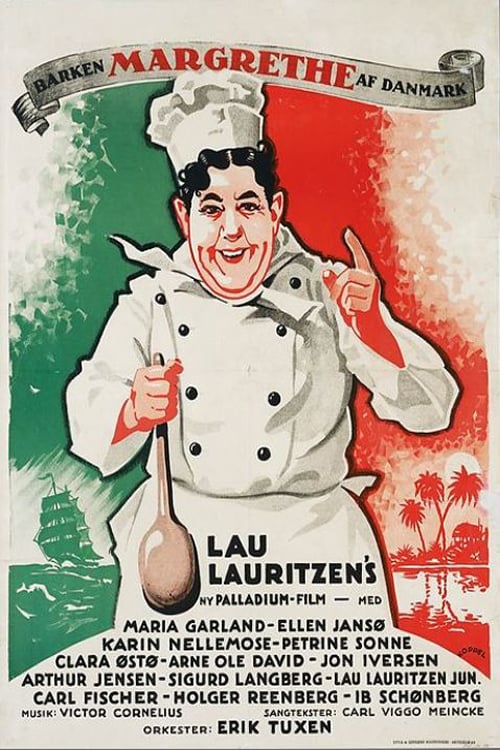 BARKEN MARGRETHE AF DANMARK
LAU
LAURITZEN'S
NY PALLADIUM-FILM — MED
MARIA GARLAND-ELLEN JANSØ
KARIN NELLEMOSE-PETRINE SONNE
CLARA ØSTØ-ARNE OLE DAVID - JON IVERSEN
ARTHUR JENSEN-SIGURD LANGBERG-LAU LAURITZEN JUN.
CARL FISCHER-HOLGER REENBERG-IB SCHØNBERG
MUSIK: VICTOR CORNELIUS SANGTEKSTER: CARL VIGGO MEINCKE
ORKESTER: ERIK TUXEN
KOPPEL